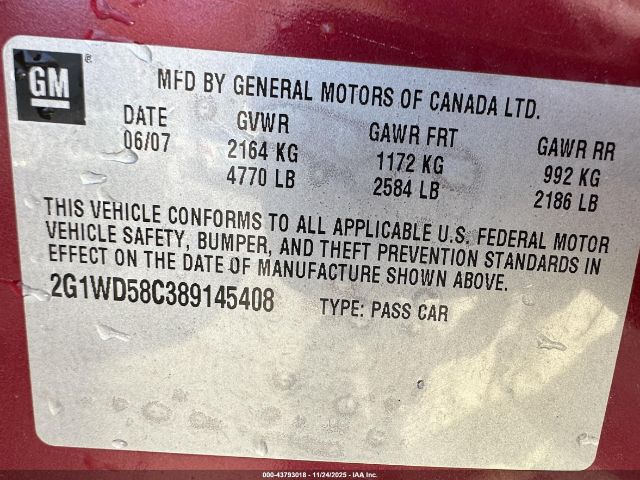 GM®
MFD BY GENERAL MOTORS OF CANADA LTD.
DATE GVWR GAWR FRT GAWR RR
06/07 2164 KG 1172 KG 992 KG
4770 LB 2584 LB 2186 LB
THIS VEHICLE CONFORMS TO ALL APPLICABLE U.S. FEDERAL MOTOR
VEHICLE SAFETY, BUMPER, AND THEFT PREVENTION STANDARDS IN
EFFECT ON THE DATE OF MANUFACTURE SHOWN ABOVE.
2G1WD58C389145408 TYPE: PASS CAR
000-43793018 - 11/24/2025 - IAA Inc.